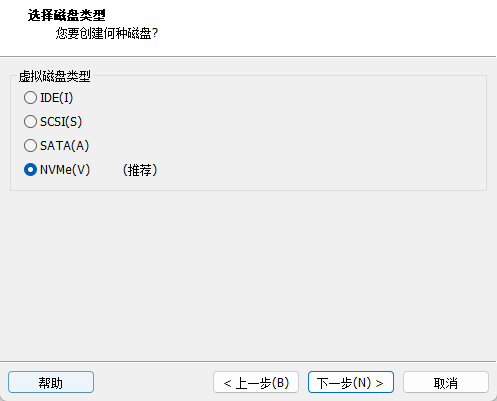 选择磁盘类型
您要创建何种磁盘?
虚拟磁盘类型
IDE(I)
SCSI(S)
SATA(A)
NVMe(V) （推荐）
帮助 < 上一步(B) 下一步(N) > 取消